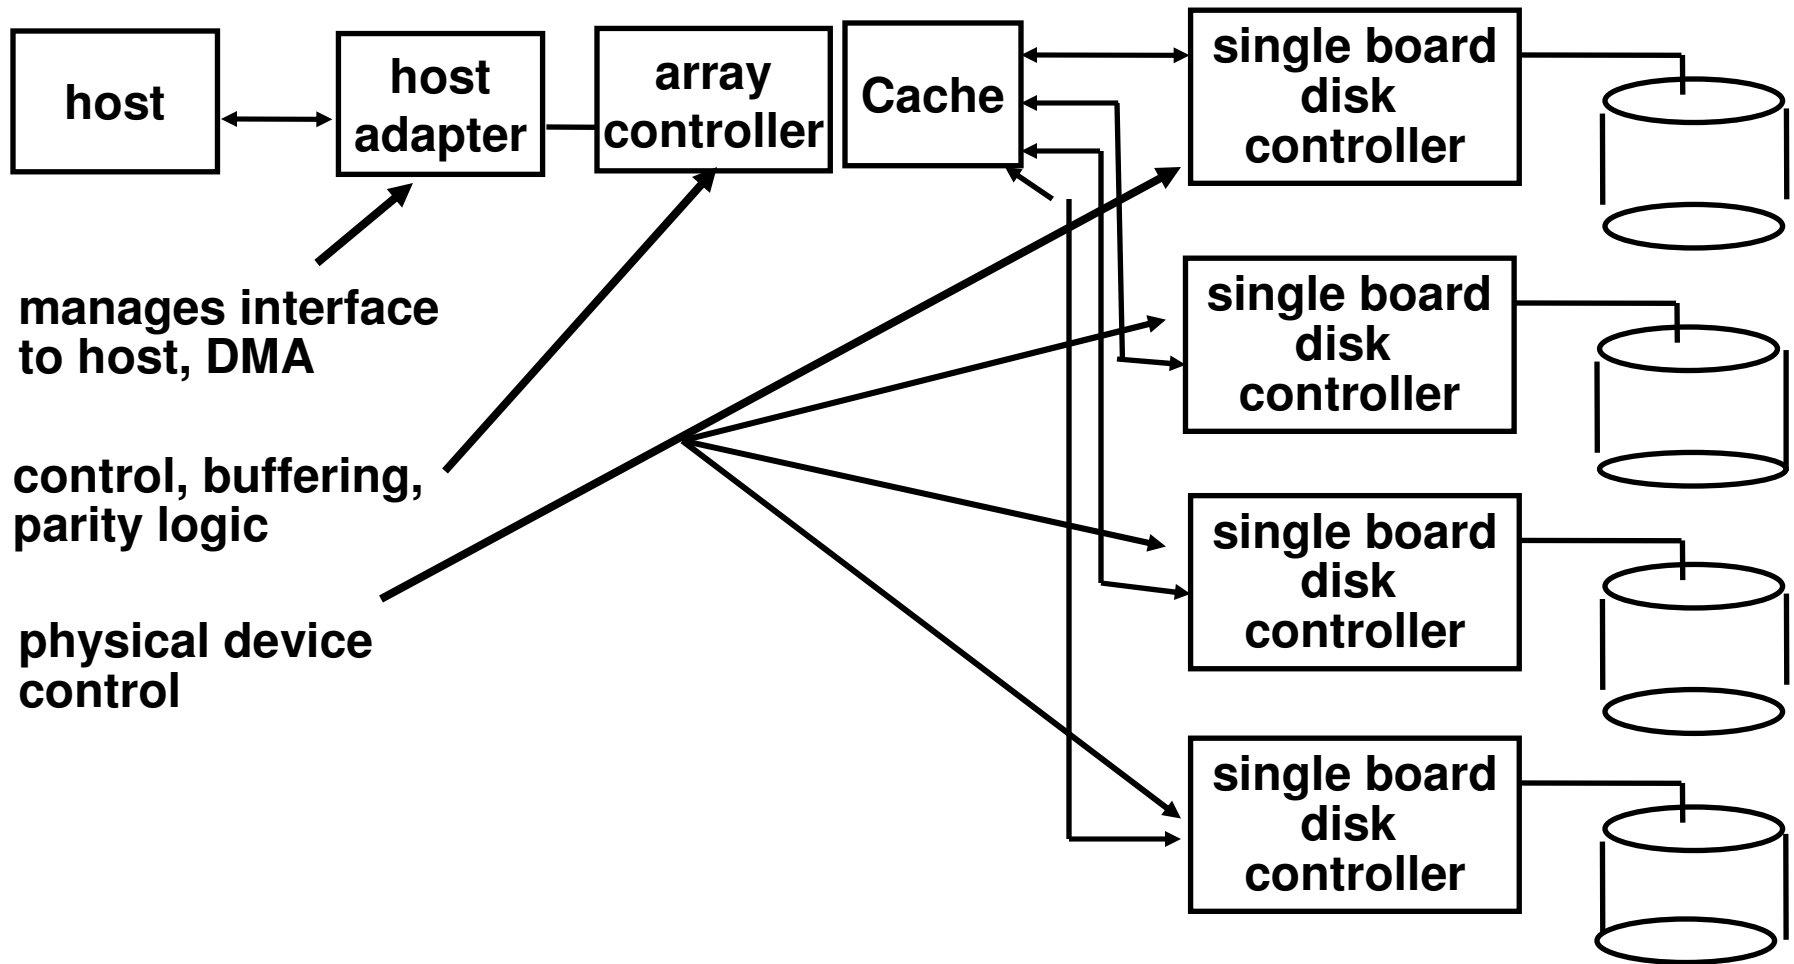 host
host
adapter
array
controller
Cache
single board
disk
controller
manages interface
to host, DMA
single board
disk
controller
control, buffering,
parity logic
single board
disk
controller
physical device
control
single board
disk
controller